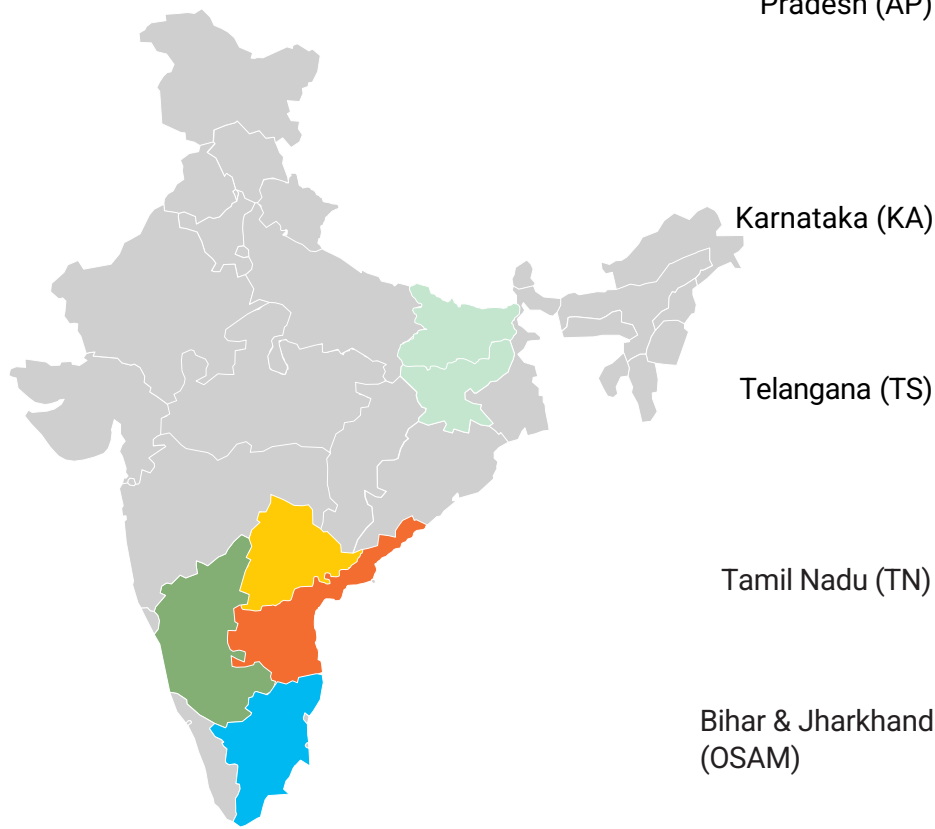 Pradesh (AP)
Karnataka (KA)
Telangana (TS)
Tamil Nadu (TN)
Bihar & Jharkhand
(OSAM)